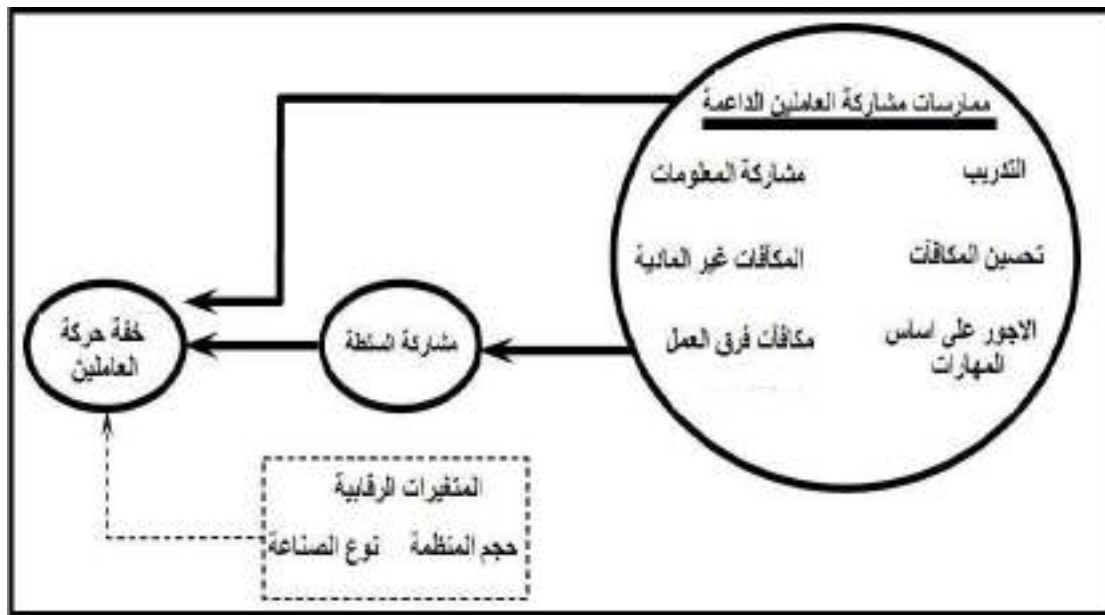 ممارسات مشاركة العاملين الداعمة
التدريب
مشاركة المعلومات
تحسين المكافآت
المكافآت غير المادية
الاجور على اساس
المهارات
مكافآت فرق العمل
مشاركة السلطة
خفة حركة
العاملين
المتغيرات الرقابية
حجم المنظمة
نوع الصناعة